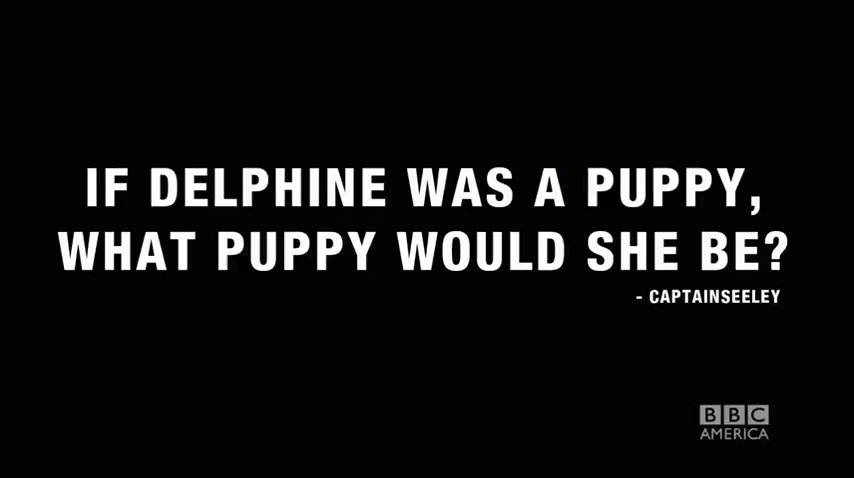 IF DELPHINE WAS A PUPPY,
WHAT PUPPY WOULD SHE BE?
- CAPTAINSEELEY
BBC
AMERICA